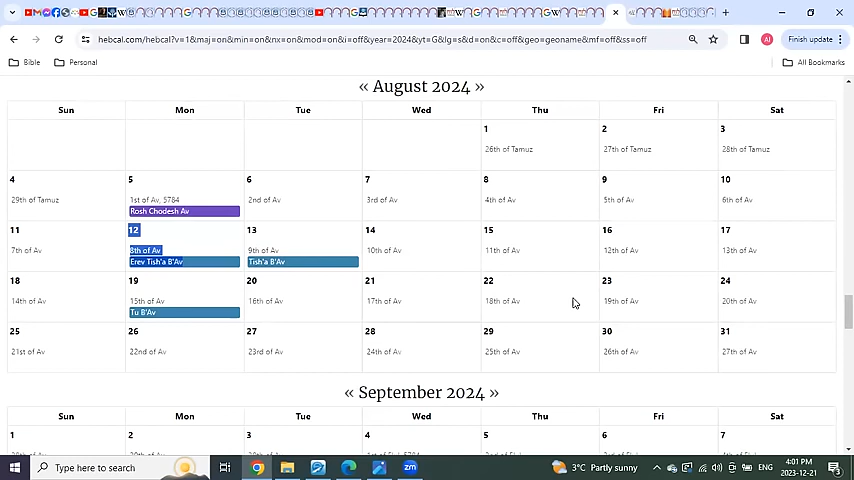 Finish update
hebcal.com/hebcal?v=1&maj=on&min=on&nx=on&mod=on&i=off&year=2024&yt=G&lg=s&d=on&c=off&geo=geoname&mf=off&ss=off
Bible
Personal
All Bookmarks
« August 2024 »
Sun Mon Tue Wed Thu Fri Sat
1 2 3
26th of Tamuz 27th of Tamuz 28th of Tamuz
4 5 6 7 8 9 10
29th of Tamuz 1st of Av, 5784 2nd of Av 3rd of Av 4th of Av 5th of Av 6th of Av
Rosh Chodesh Av
11 12 13 14 15 16 17
7th of Av 8th of Av 9th of Av 10th of Av 11th of Av 12th of Av 13th of Av
Erev Tish'a B'Av Tish'a B'Av
18 19 20 21 22 23 24
14th of Av 15th of Av 16th of Av 17th of Av 18th of Av 19th of Av 20th of Av
Tu B'Av
25 26 27 28 29 30 31
21st of Av 22nd of Av 23rd of Av 24th of Av 25th of Av 26th of Av 27th of Av
« September 2024 »
Sun Mon Tue Wed Thu Fri Sat
1 2 3 4 5 6 7
Type here to search
zm
3°C Partly sunny
ENG
4:01 PM
2023-12-21
3